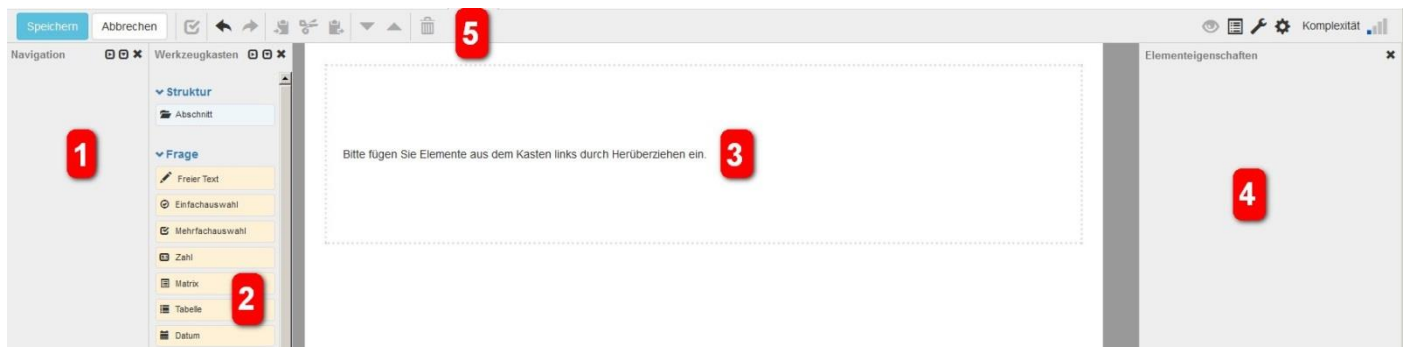 Speichern Abbrechen 5 Komplexität
Navigation Werkzeugkasten Elementeigenschaften
Struktur
Abschnitt
1 Frage
Bitte fügen Sie Elemente aus dem Kasten links durch Herüberziehen ein. 3
Freier Text
4
Einfachauswahl
Mehrfachauswahl
Zahl
Matrix
2
Tabelle
Datum